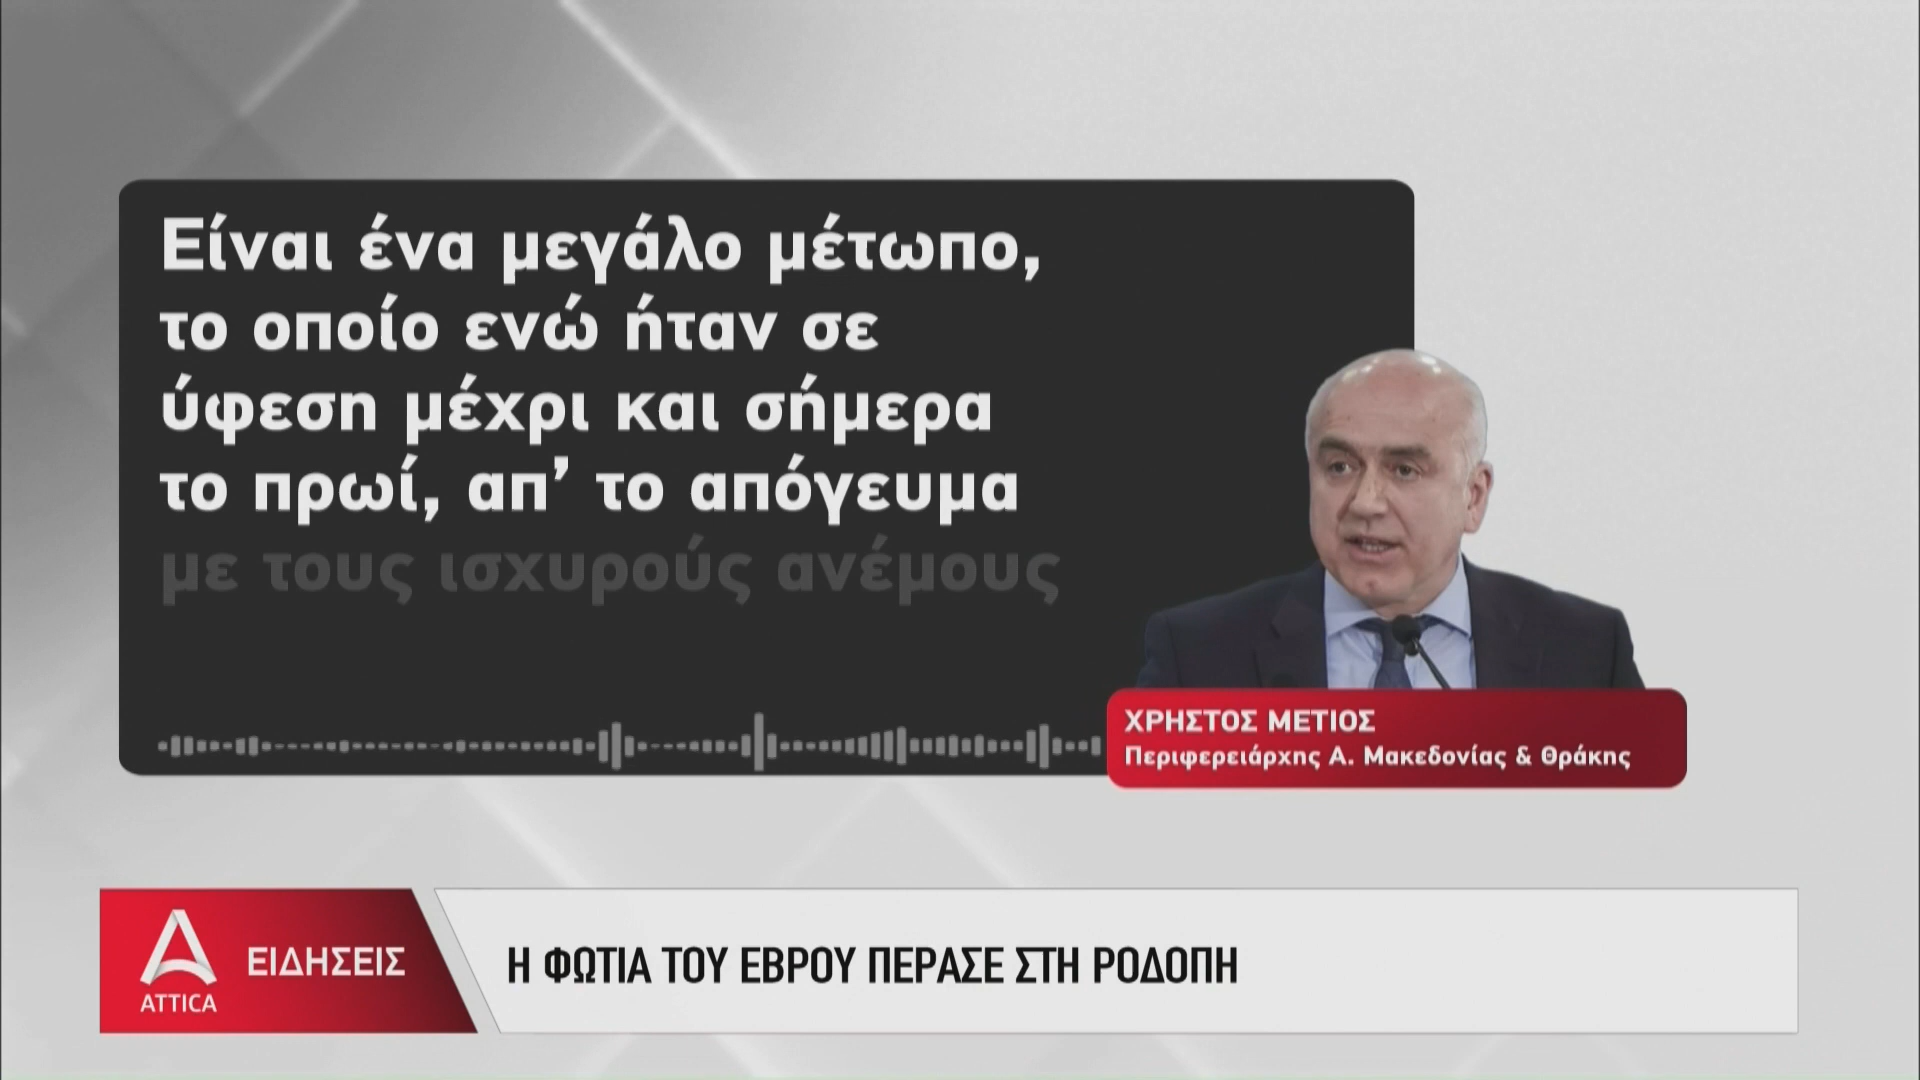 Είναι ένα μεγάλο μέτωπο,
το οποίο ενώ ήταν σε
ύφεση μέχρι και σήμερα
το πρωί, απ’ το απόγευμα
με τους ισχυρούς ανέμους
ΧΡΗΣΤΟΣ ΜΕΤΙΟΣ
Περιφερειάρχης Α. Μακεδονίας & Θράκης
ΕΙΔΗΣΕΙΣ
ATTICA
Η ΦΩΤΙΑ ΤΟΥ ΕΒΡΟΥ ΠΕΡΑΣΕ ΣΤΗ ΡΟΔΟΠΗ